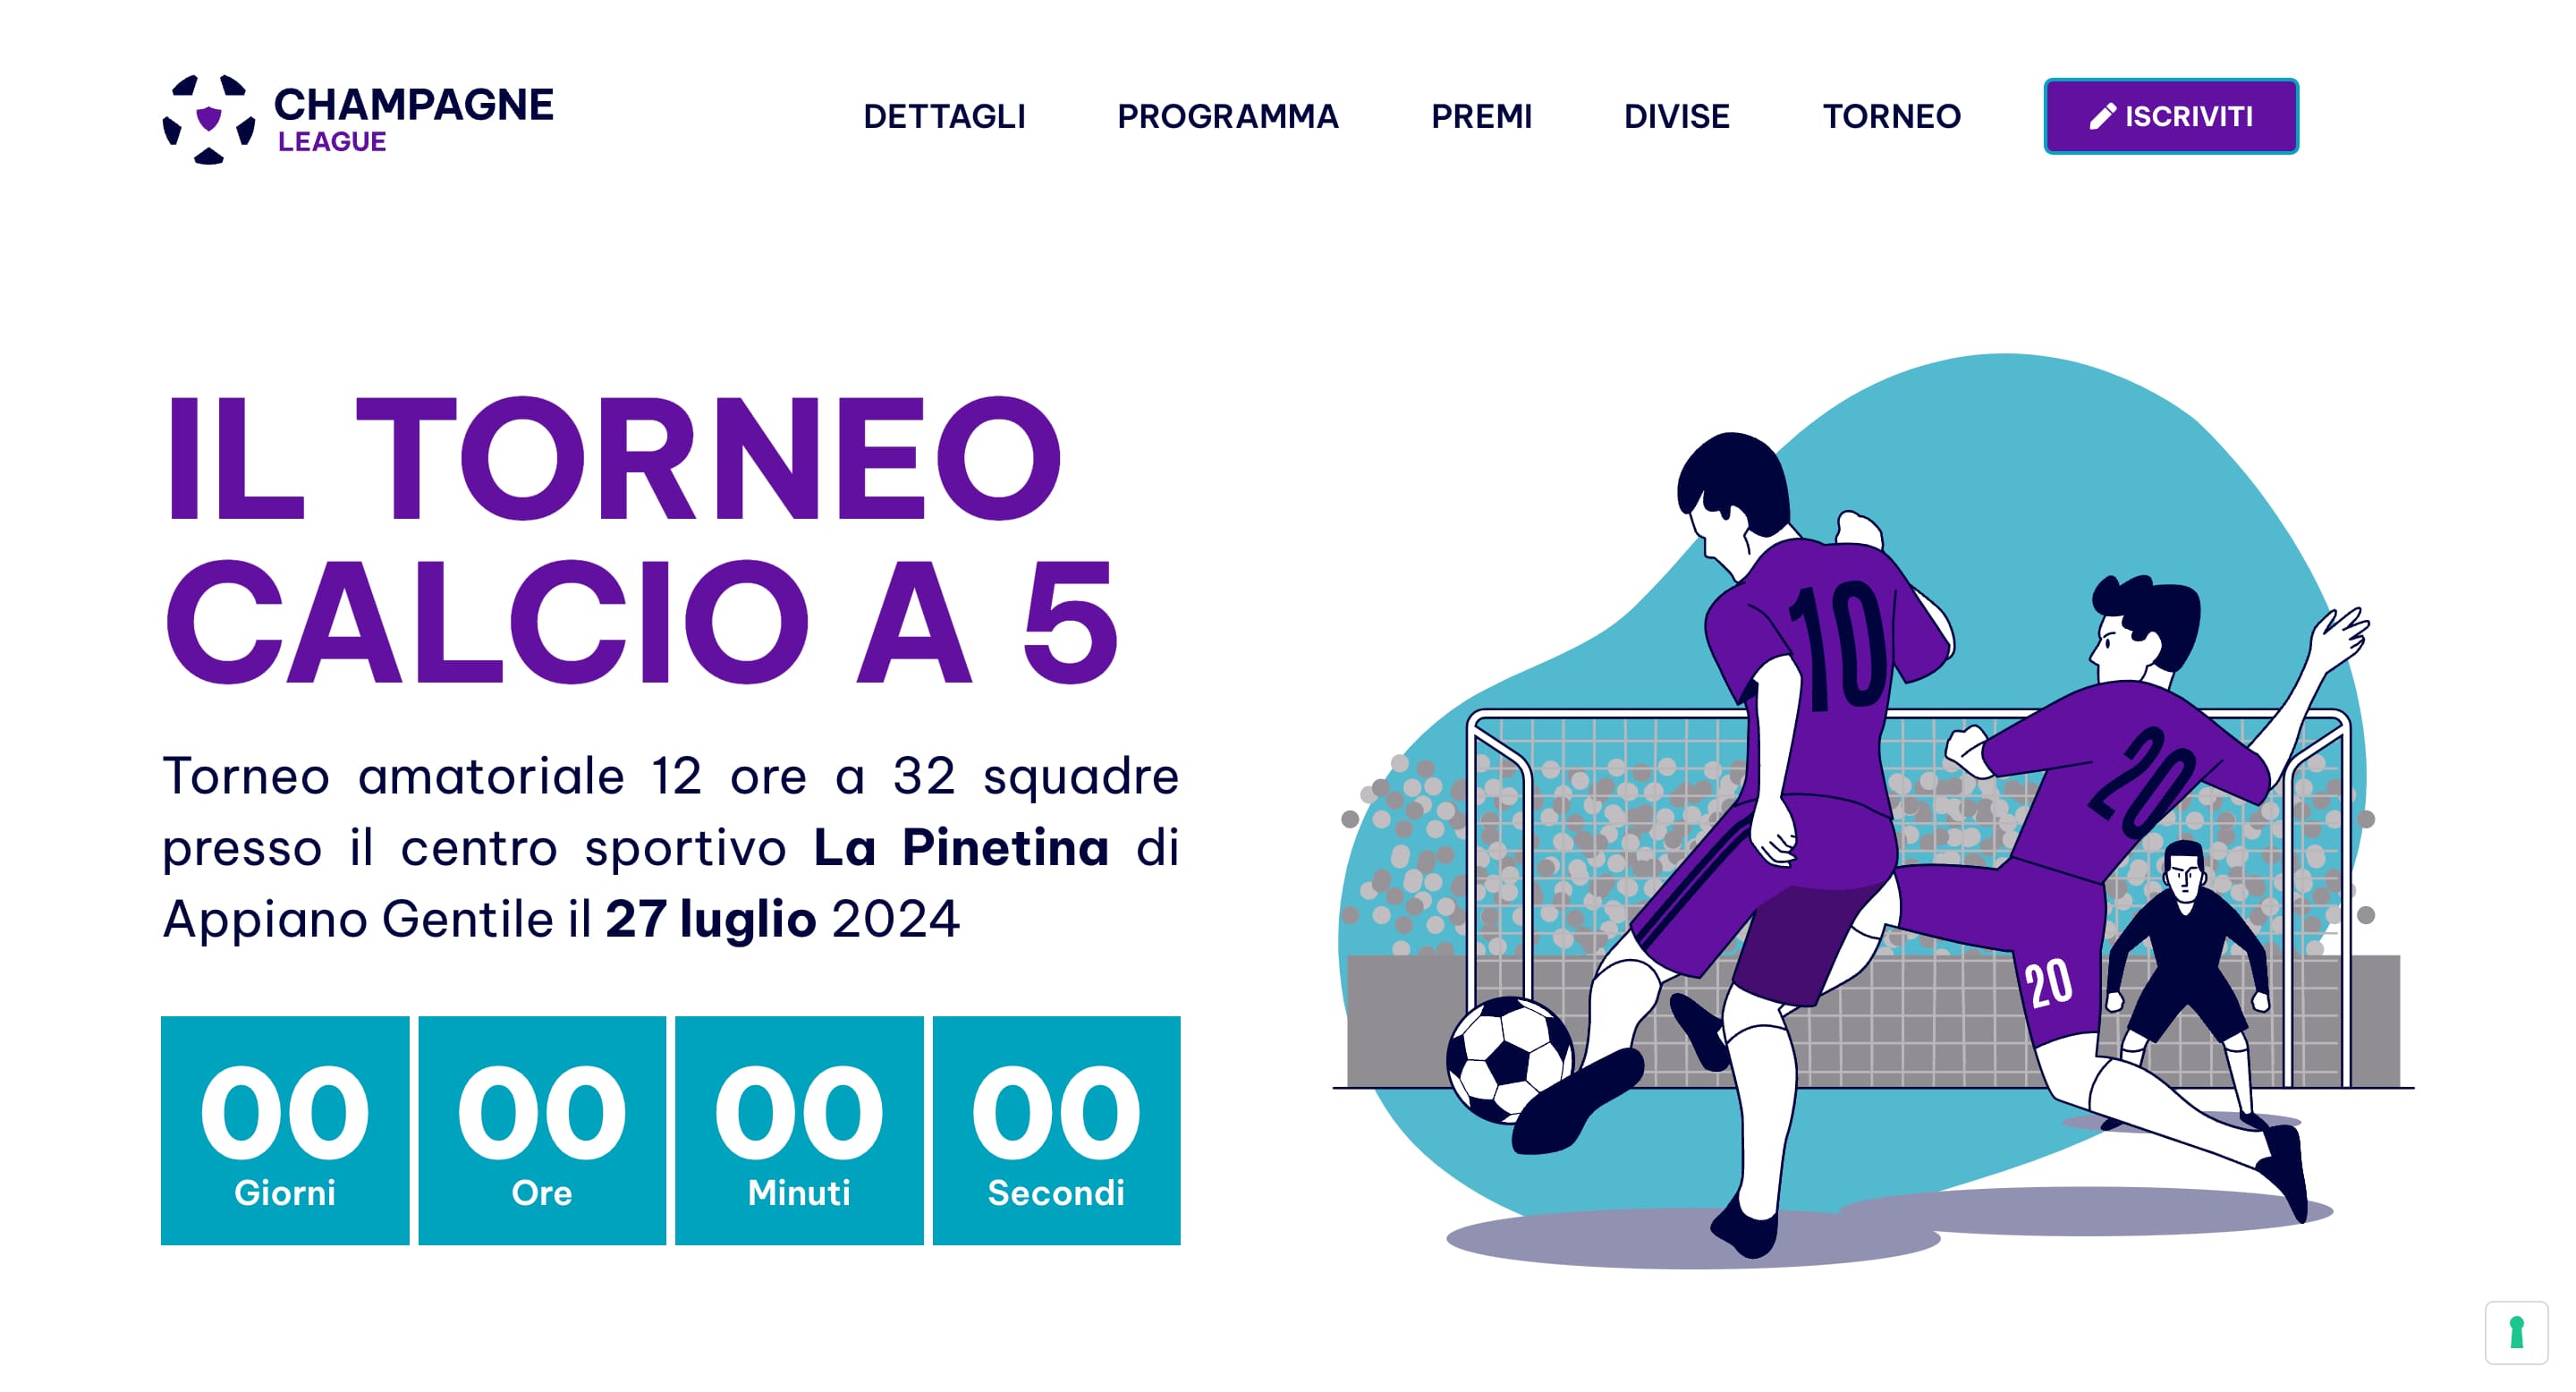 CHAMPAGNE
LEAGUE
DETTAGLI PROGRAMMA PREMI DIVISE TORNEO ISCRIVITI
IL TORNEO
CALCIO A 5
Torneo amatoriale 12 ore a 32 squadre
presso il centro sportivo La Pinetina di
Appiano Gentile il 27 luglio 2024
00 00 00 00
Giorni Ore Minuti Secondi
10
20
20